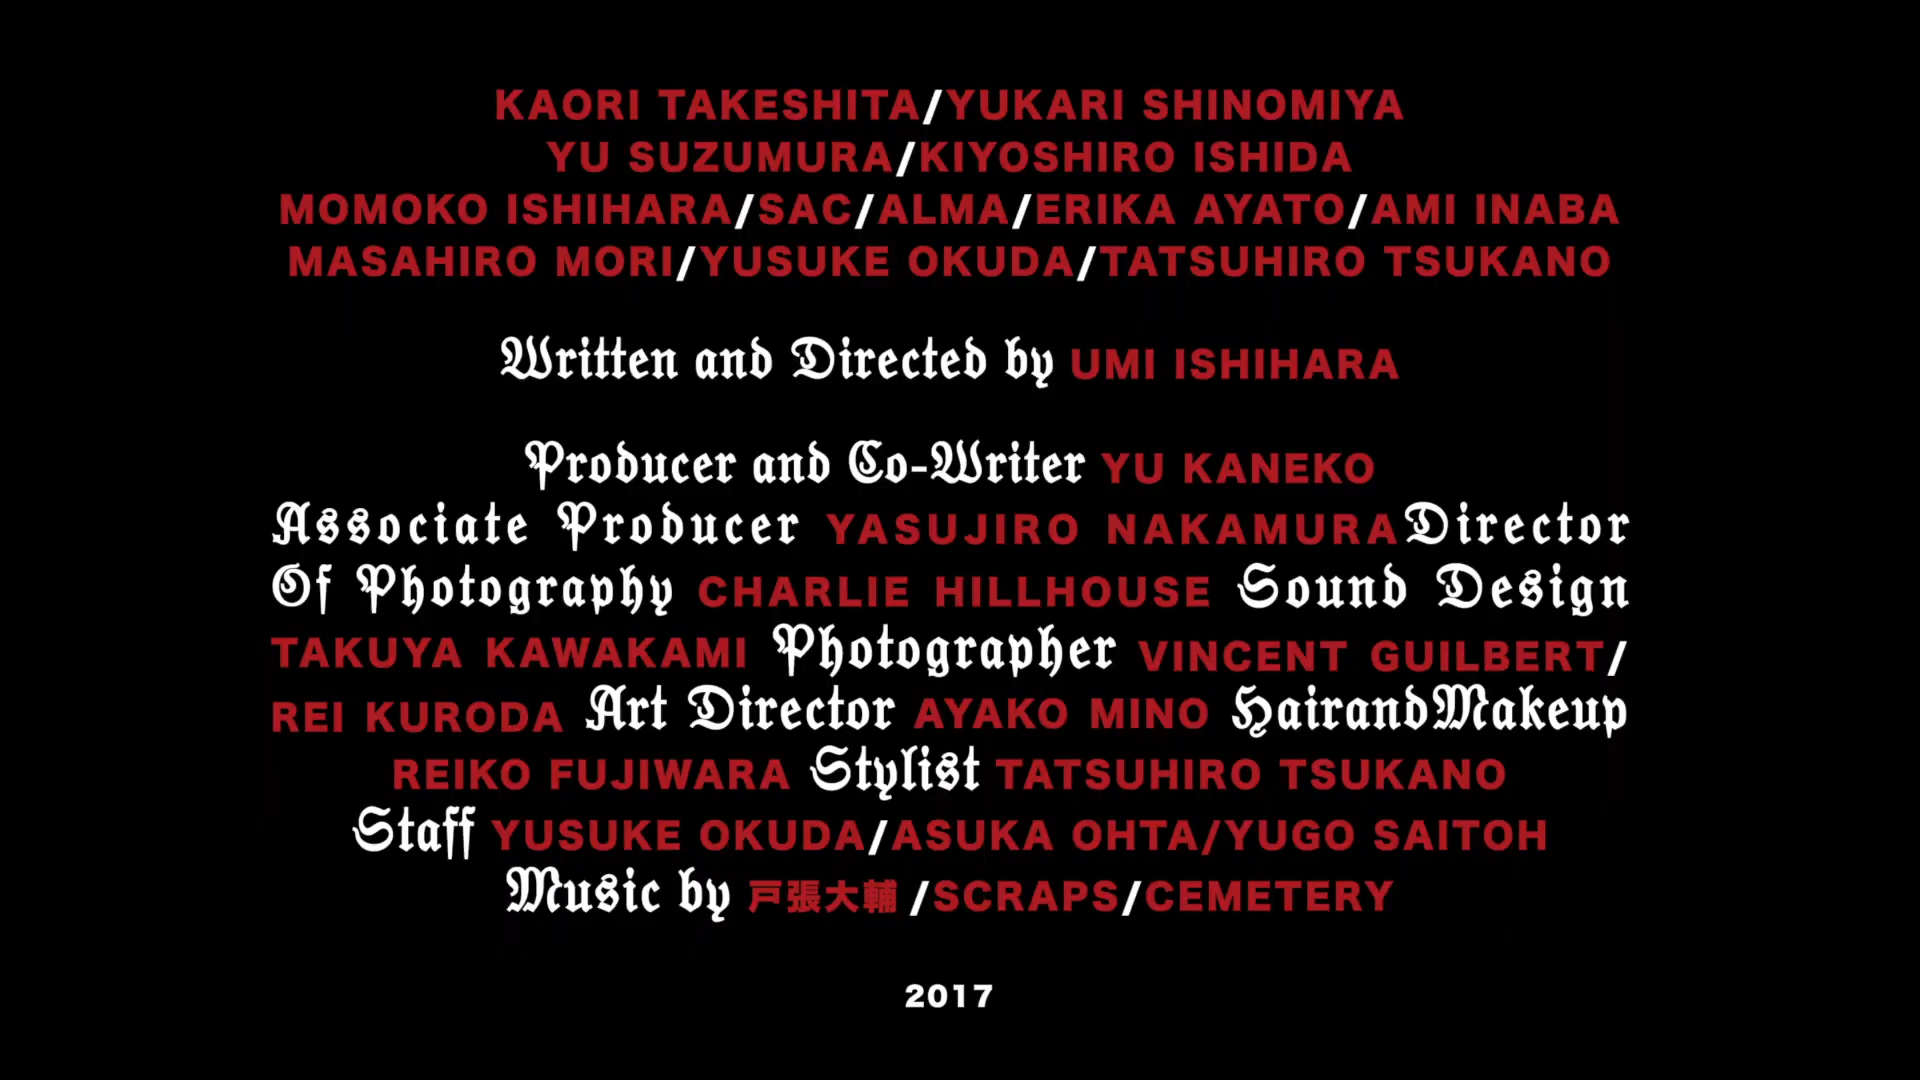 KAORI TAKESHITA/YUKARI SHINOMIYA
YU SUZUMURA/KIYOSHIRO ISHIDA
MOMOKO ISHIHARA/SAC/ALMA/ERIKA AYATO/AMI INABA
MASAHIRO MORI/YUSUKE OKUDA/TATSUHIRO TSUKANO
Written and Directed by UMI ISHIHARA
Producer and Co-Writer YU KANEKO
Associate Producer YASUJIRO NAKAMURA Director
Of Photography CHARLIE HILLHOUSE Sound Design
TAKUYA KAWAKAMI Photographer VINCENT GUILBERT/
REI KURODA Art Director AYAKO MINO HairandMakeup
REIKO FUJIWARA Stylist TATSUHIRO TSUKANO
Staff YUSUKE OKUDA/ASUKA OHTA/YUGO SAITOH
Music by 戸張大輔 /SCRAPS/CEMETERY
2017